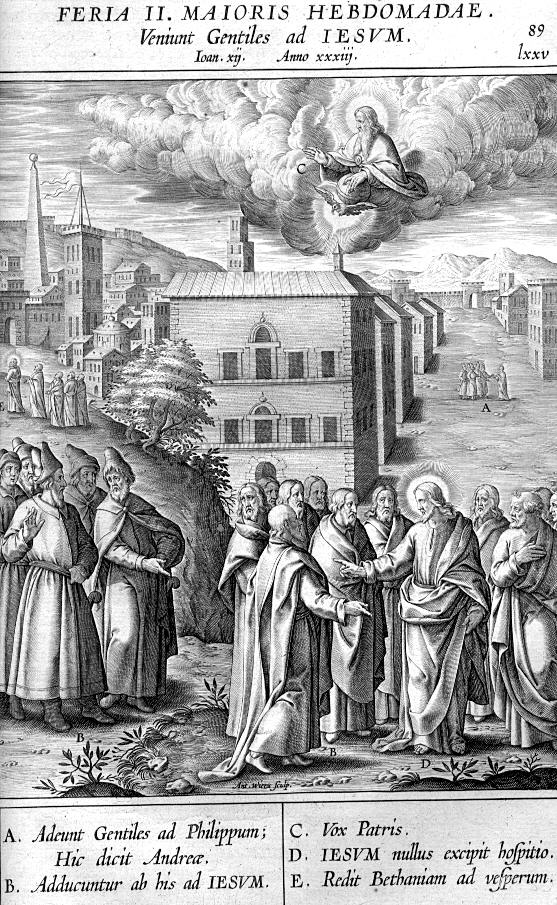 FERIA II. MAIORIS HEBDOMADAE.
Veniunt Gentiles ad IESVM.
Ioan. xij. Anno xxxiij.
89
lxxv
C
A
B
B
D
Ant. Wierx sculp.
A. Adeunt Gentiles ad Philippum;
Hic dicit Andreæ.
B. Adducuntur ab his ad IESVM.
C. Vox Patris.
D. IESVM nullus excipit hoſpitio.
E. Redit Bethaniam ad veſperum.